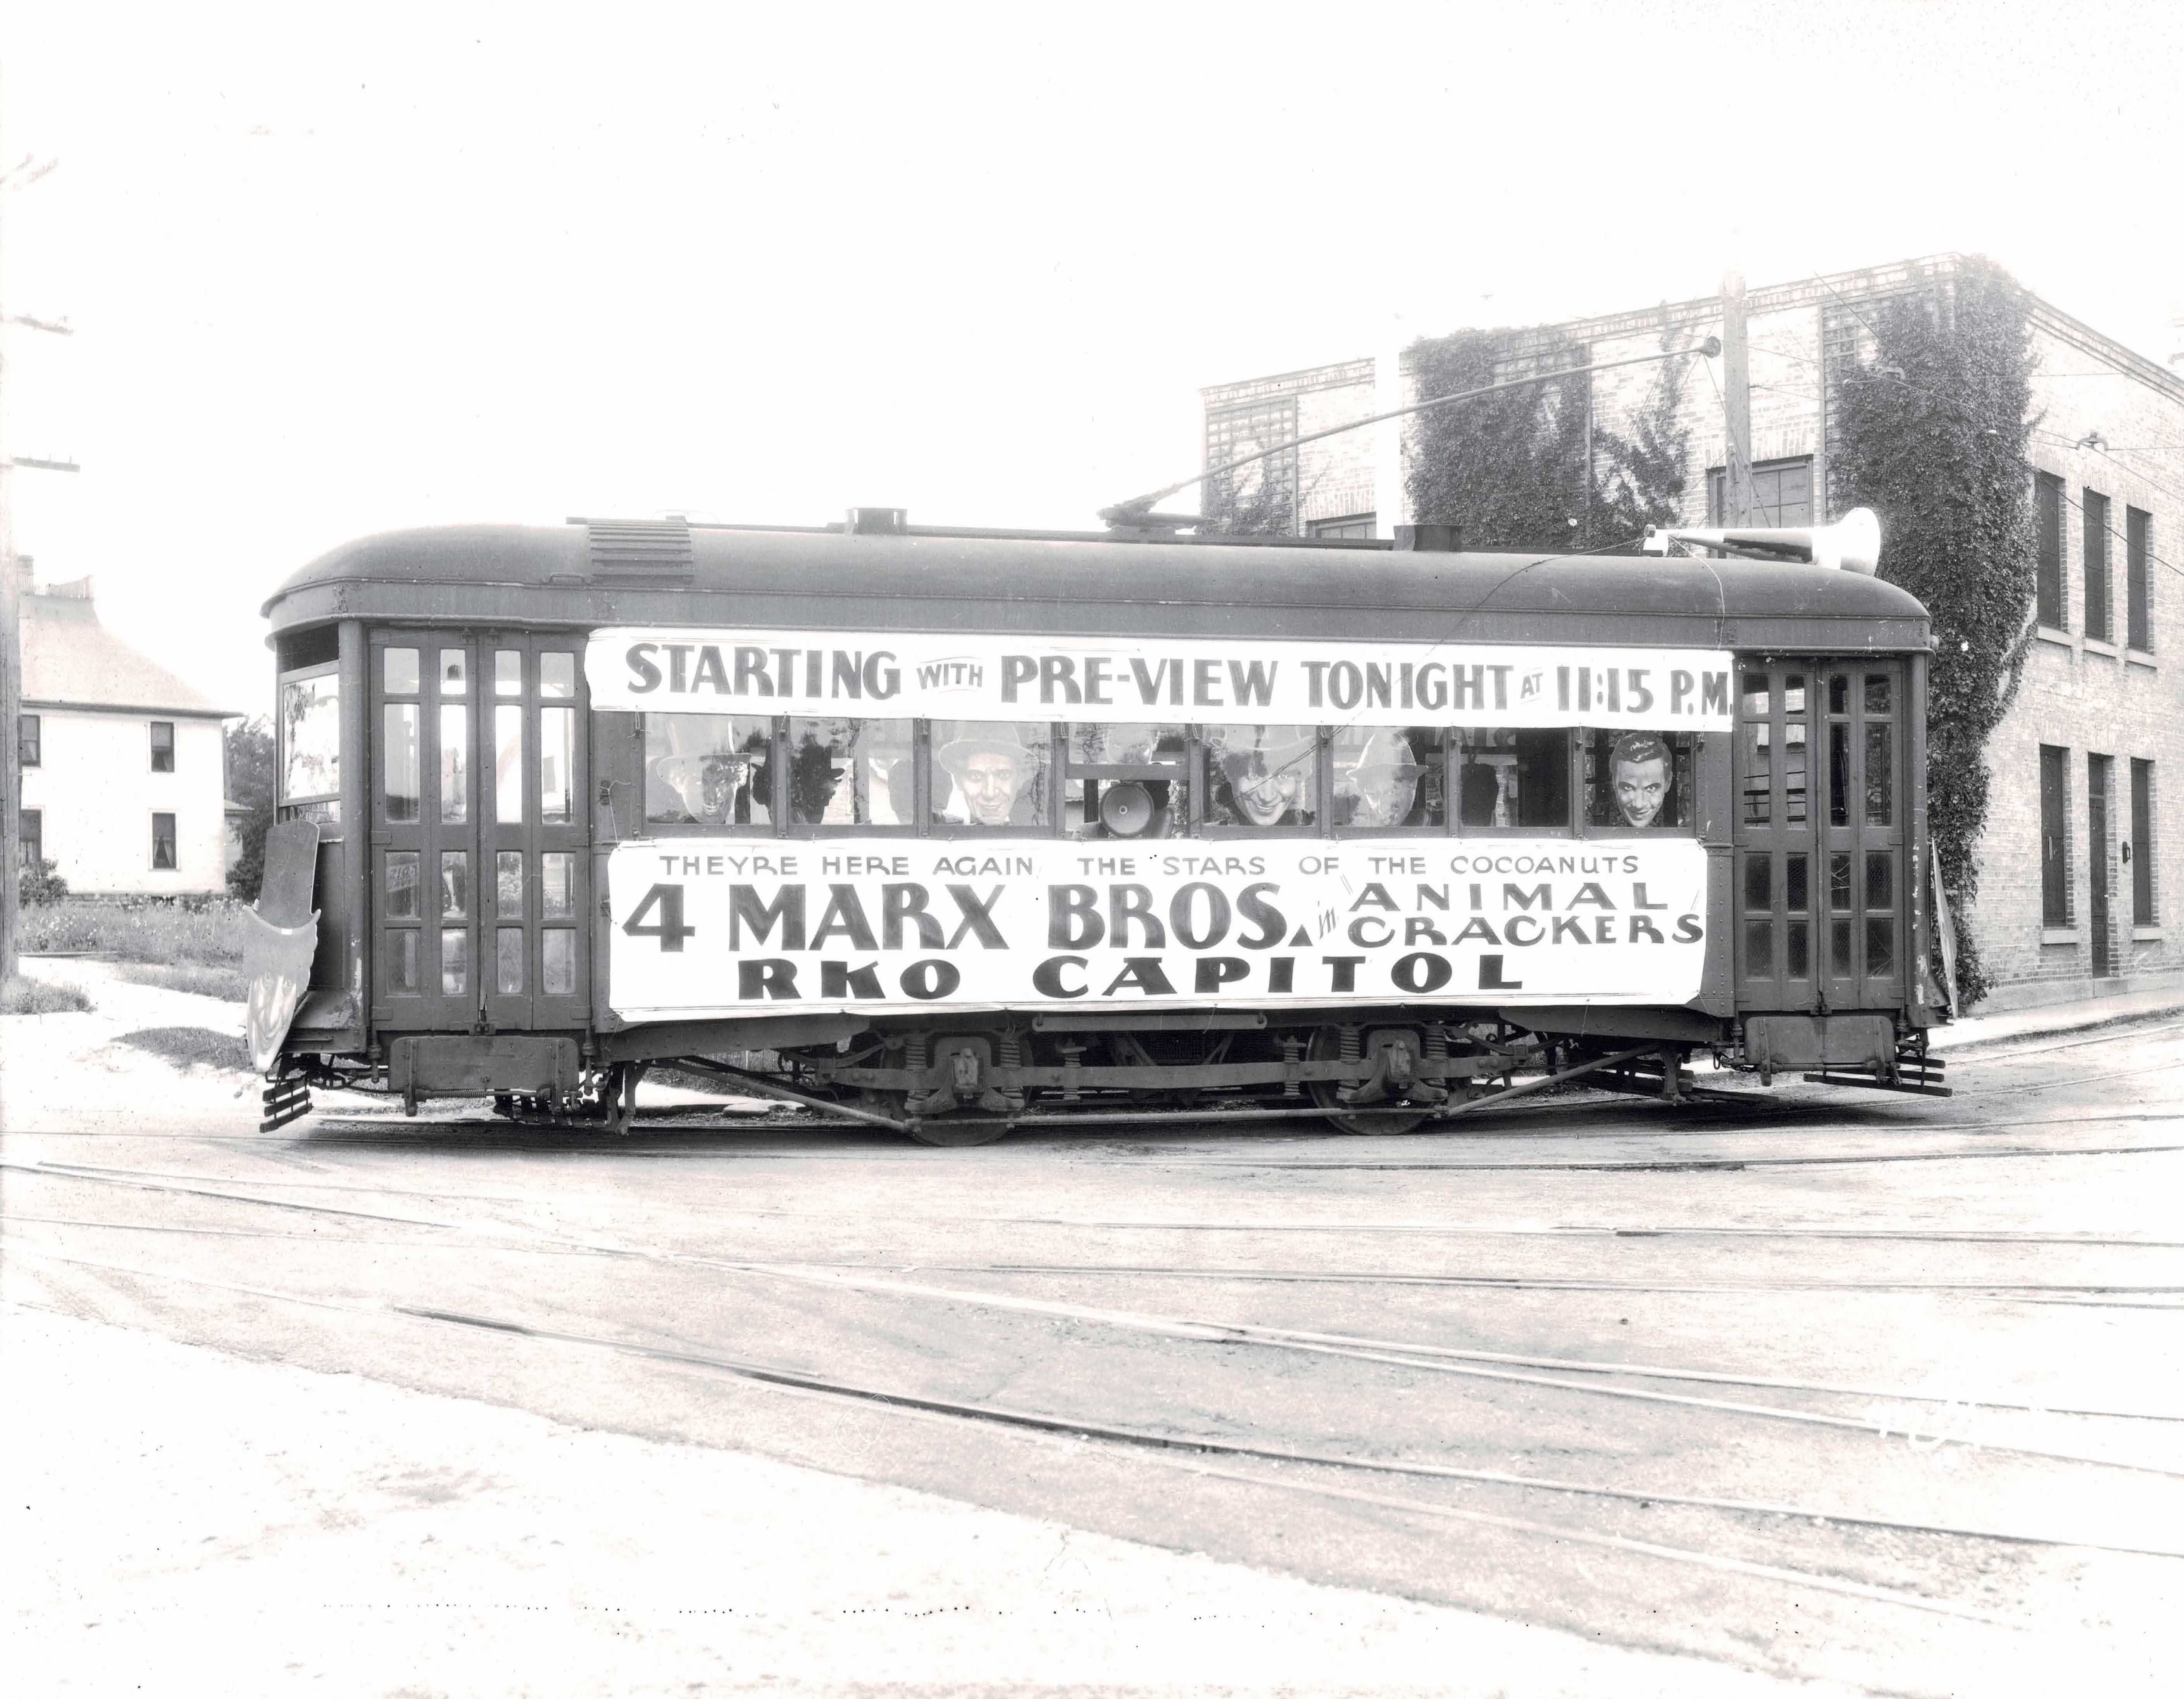 STARTING WITH PRE-VIEW TONIGHT AT 11:15 P.M.
THEYRE HERE AGAIN, THE STARS OF THE COCOANUTS
4 MARX BROS. in ANIMAL CRACKERS
RKO CAPITOL